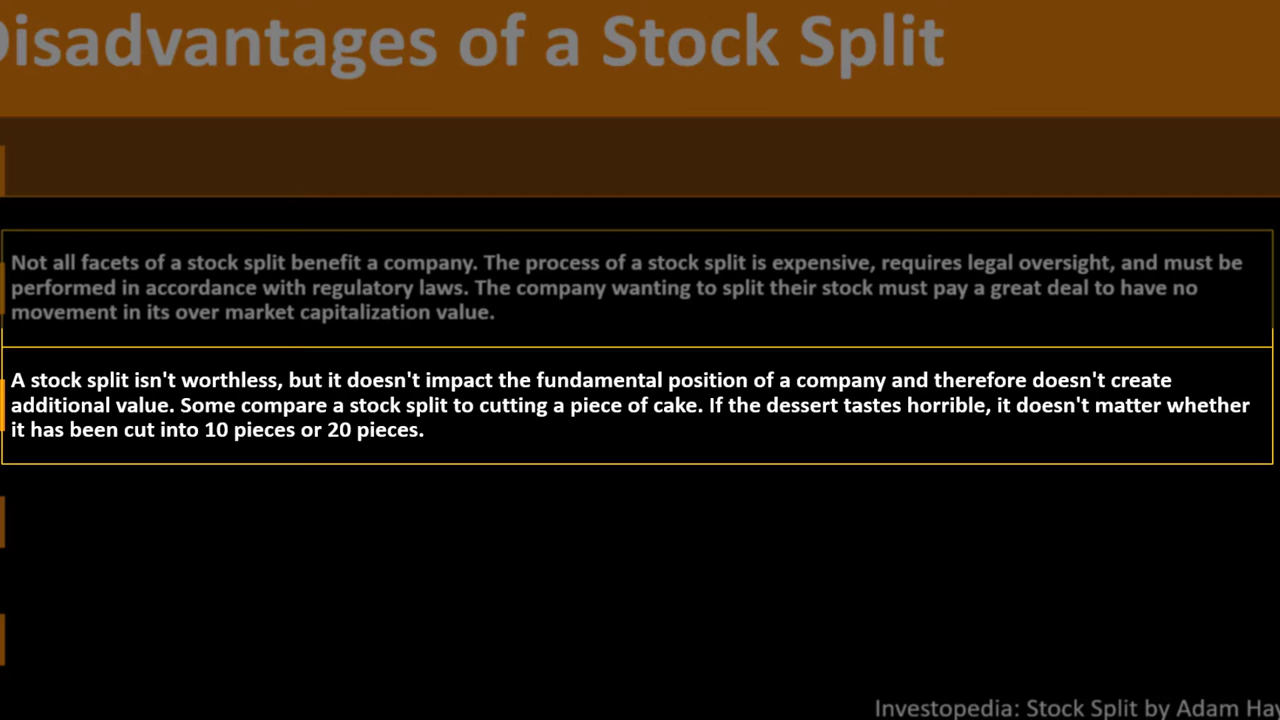 Disadvantages of a Stock Split
Not all facets of a stock split benefit a company. The process of a stock split is expensive, requires legal oversight, and must be
performed in accordance with regulatory laws. The company wanting to split their stock must pay a great deal to have no
movement in its over market capitalization value.
A stock split isn't worthless, but it doesn't impact the fundamental position of a company and therefore doesn't create
additional value. Some compare a stock split to cutting a piece of cake. If the dessert tastes horrible, it doesn't matter whether
it has been cut into 10 pieces or 20 pieces.
Investopedia: Stock Split by Adam